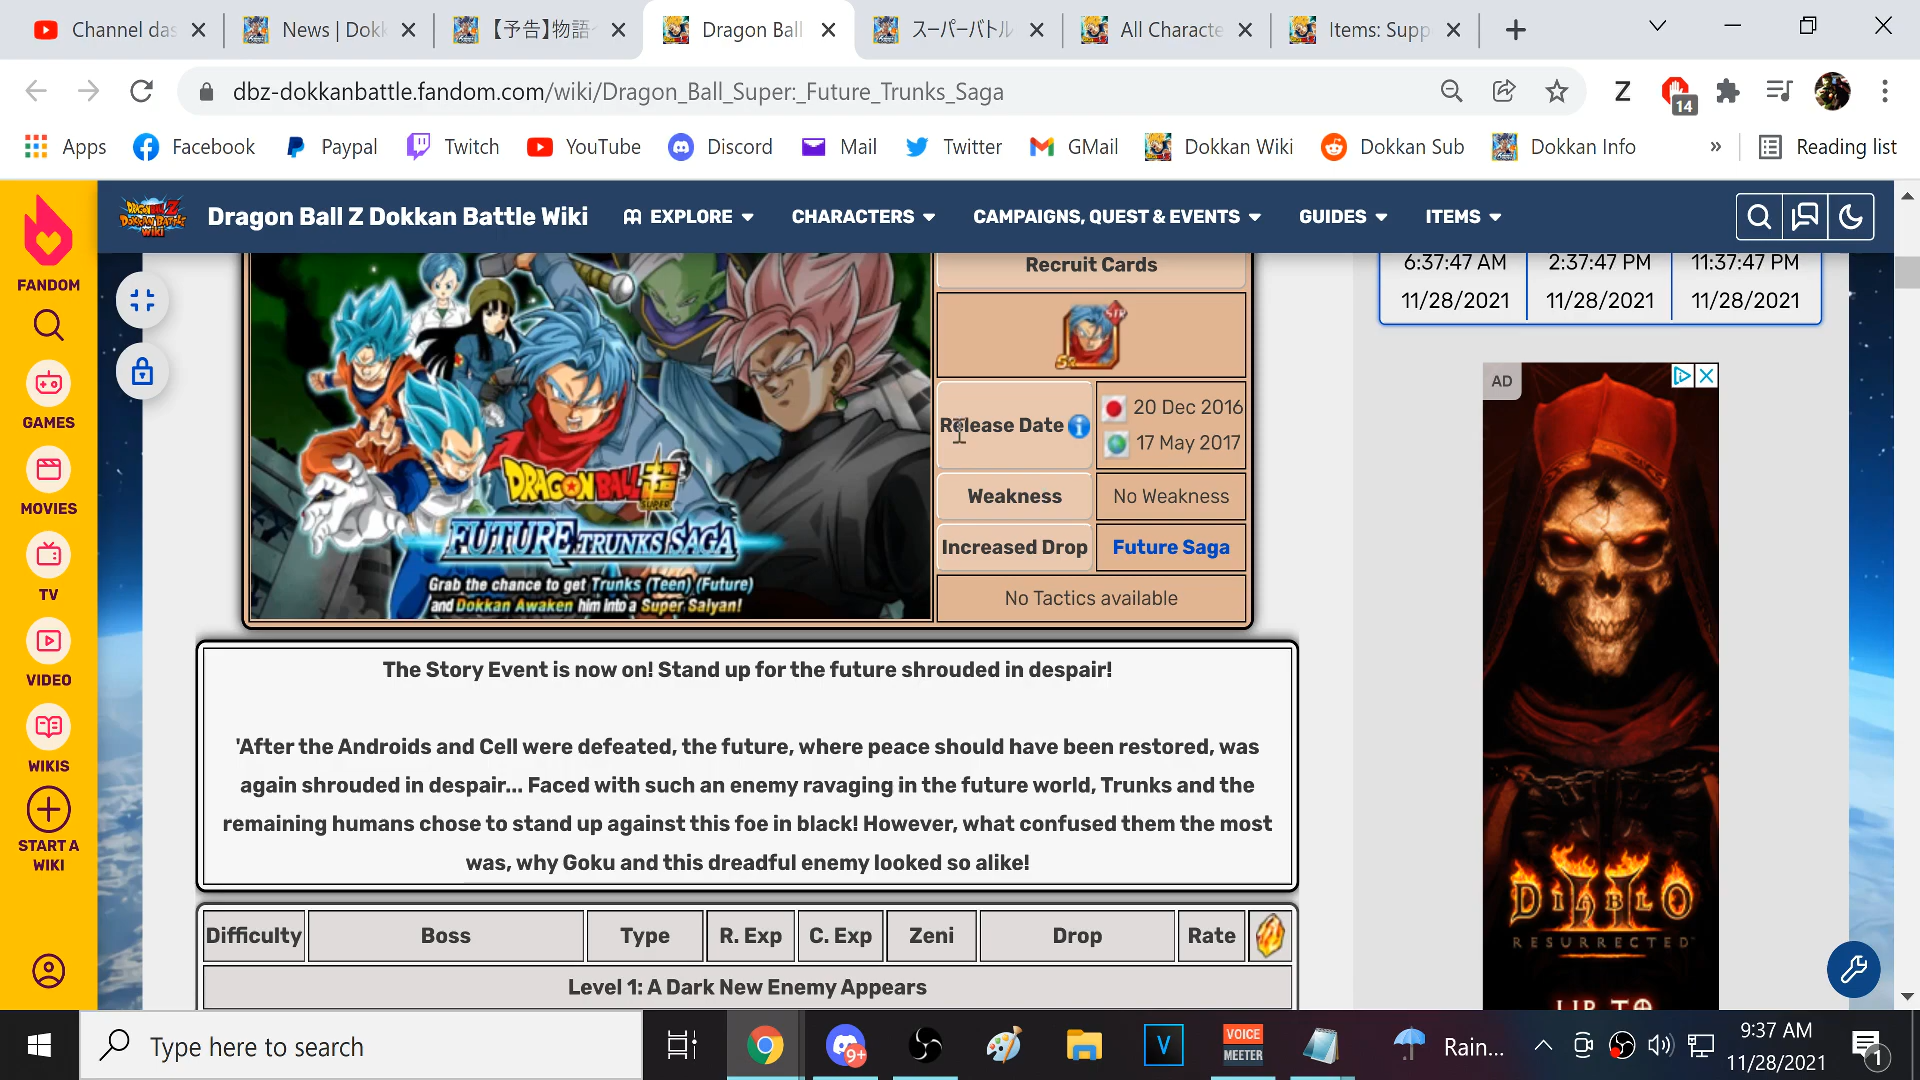 Channel das
News | Dokk
【予告】物語イ
Dragon Ball
スーパーバトル
All Characte
Items: Supp
dbz-dokkanbattle.fandom.com/wiki/Dragon_Ball_Super:_Future_Trunks_Saga
Z
14
Apps
Facebook
Paypal
Twitch
YouTube
Discord
Mail
Twitter
GMail
Dokkan Wiki
Dokkan Sub
Dokkan Info
»
Reading list
Dragon Ball Z Dokkan Battle Wiki
EXPLORE
CHARACTERS
CAMPAIGNS, QUEST & EVENTS
GUIDES
ITEMS
FANDOM
GAMES
MOVIES
TV
VIDEO
WIKIS
START A
WIKI
DRAGON BALL 超
SUPER
FUTURE TRUNKS SAGA
Grab the chance to get Trunks (Teen) (Future)
and Dokkan Awaken him into a Super Saiyan!
Recruit Cards
STR
SR
Release Date
20 Dec 2016
17 May 2017
Weakness
No Weakness
Increased Drop
Future Saga
No Tactics available
6:37:47 AM
2:37:47 PM
11:37:47 PM
11/28/2021
11/28/2021
11/28/2021
AD
DIABLO
II
RESURRECTED
UP TO
The Story Event is now on! Stand up for the future shrouded in despair!
'After the Androids and Cell were defeated, the future, where peace should have been restored, was
again shrouded in despair... Faced with such an enemy ravaging in the future world, Trunks and the
remaining humans chose to stand up against this foe in black! However, what confused them the most
was, why Goku and this dreadful enemy looked so alike!
Difficulty
Boss
Type
R. Exp
C. Exp
Zeni
Drop
Rate
Level 1: A Dark New Enemy Appears
Type here to search
9+
V
VOICE
MEETER
Rain...
9:37 AM
11/28/2021
1